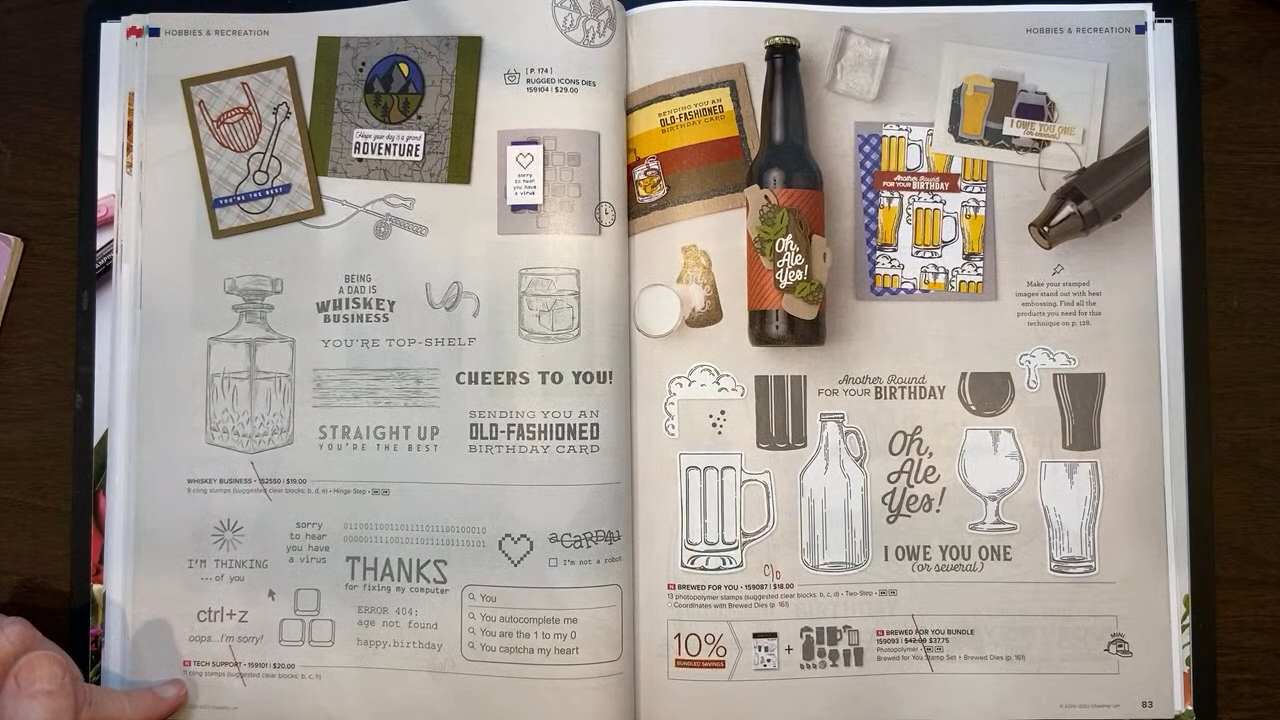 HOBBIES & RECREATION
[ P. 174 ]
RUGGED ICONS DIES
159104 | $29.00
Hope your day is a grand
ADVENTURE
YOU'RE THE BEST
sorry
to hear
you have
a virus
BEING
A DAD IS
WHISKEY
BUSINESS
YOU'RE TOP-SHELF
CHEERS TO YOU!
STRAIGHT UP
YOU'RE THE BEST
SENDING YOU AN
OLD-FASHIONED
BIRTHDAY CARD
WHISKEY BUSINESS • 152550 | $19.00
9 cling stamps (suggested clear blocks: b, d, e) • Hinge-Step •
I'M THINKING
...of you
sorry
to hear
you have
a virus
THANKS
for fixing my computer
aCaRD4u
I'm not a robot
ctrl+z
oops...I'm sorry!
ERROR 404:
age not found
happy.birthday
You
You autocomplete me
You are the 1 to my 0
You captcha my heart
N TECH SUPPORT • 159101 | $20.00
11 cling stamps (suggested clear blocks: b, c, h)
HOBBIES & RECREATION
SENDING YOU AN
OLD-FASHIONED
BIRTHDAY CARD
Oh,
Ale
Yes!
Another Round
FOR YOUR BIRTHDAY
I OWE YOU ONE
(or several)
Make your stamped
images stand out with heat
embossing. Find all the
products you need for this
technique on p. 128.
Another Round
FOR YOUR BIRTHDAY
Oh,
Ale
Yes!
I OWE YOU ONE
(or several)
c/o
N BREWED FOR YOU • 159087 | $18.00
13 photopolymer stamps (suggested clear blocks: b, c, d) • Two-Step •
Coordinates with Brewed Dies (p. 161)
10%
BUNDLED SAVINGS
+
N BREWED FOR YOU BUNDLE
159093 | $42.00 $37.75
Photopolymer •
Brewed for You Stamp Set + Brewed Dies (p. 161)
MINI
83